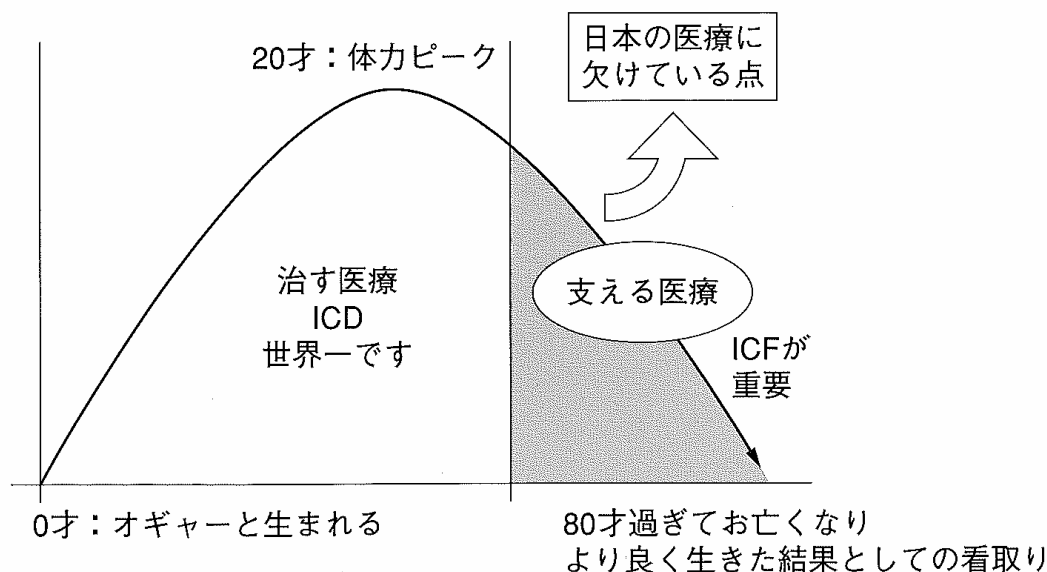 日本の医療に
欠けている点
20才：体力ピーク
治す医療
ICD
世界一です
支える医療
ICFが
重要
0才：オギャーと生まれる
80才過ぎてお亡くなり
より良く生きた結果としての看取り